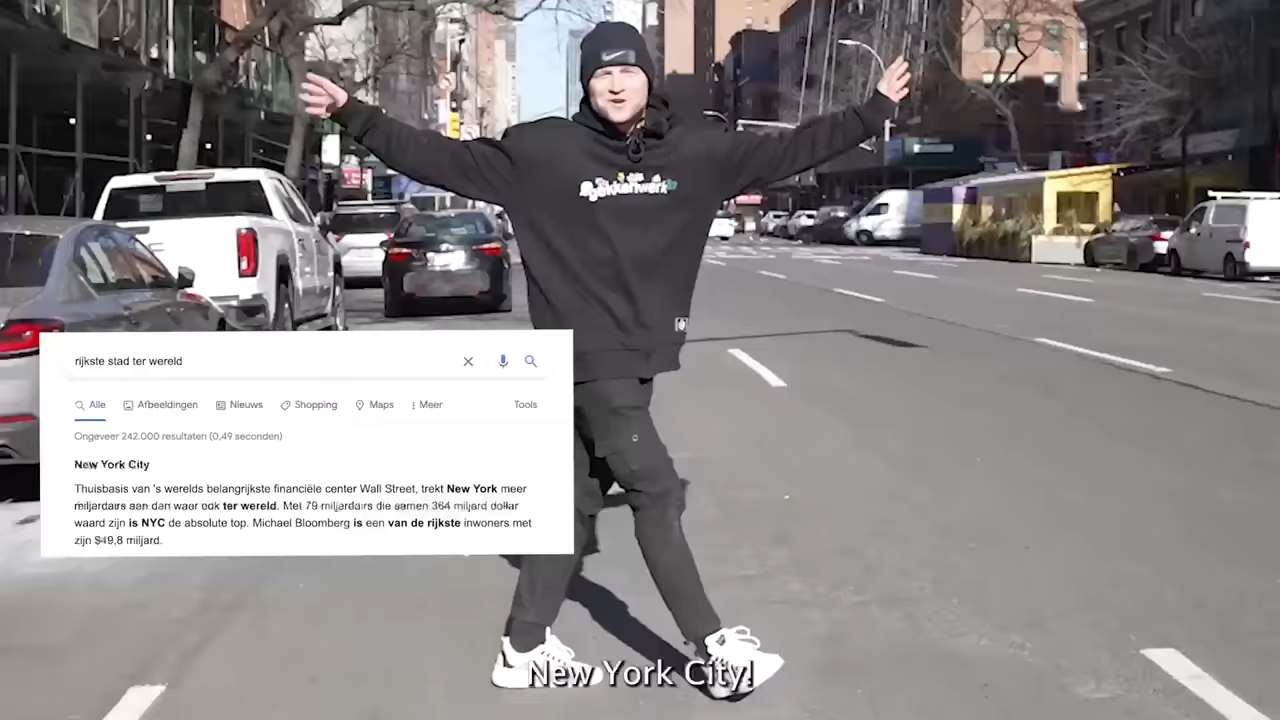 Gekkenwerk
rijkste stad ter wereld
Alle Afbeeldingen Nieuws Shopping Maps Meer Tools
Ongeveer 242.000 resultaten (0,49 seconden)
New York City
Thuisbasis van 's werelds belangrijkste financiële center Wall Street, trekt New York meer
miljardairs aan dan waar ook ter wereld. Met 79 miljardairs die samen 364 miljard dollar
waard zijn is NYC de absolute top. Michael Bloomberg is een van de rijkste inwoners met
zijn $49,8 miljard.
New York City!